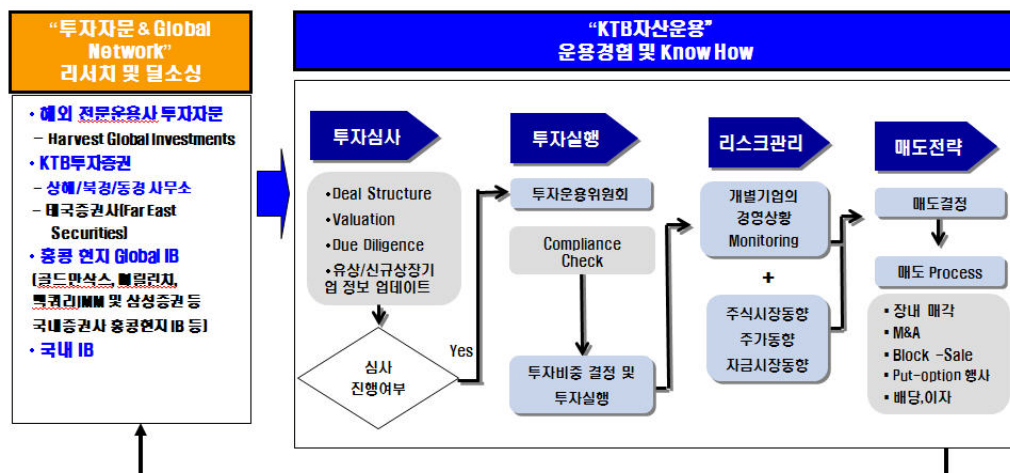 “투자자문 & Global
Network”
리서치 및 딜소싱
• 해외 전문운용사 투자자문
– Harvest Global Investments
• KTB투자증권
– 상해/북경/동경 사무소
– 태국증권사(Far East
Securities)
• 홍콩 현지 Global IB
(골드만삭스, 메릴린치,
맥쿼리IMM 및 삼성증권 등
국내증권사 홍콩현지 IB 등)
• 국내 IB
“KTB자산운용”
운용경험 및 Know How
투자심사
•Deal Structure
•Valuation
•Due Diligence
•유상/신규상장기
업 정보 업데이트
심사
진행여부
Yes
투자실행
투자운용위원회
Compliance
Check
투자비중 결정 및
투자실행
리스크관리
개별기업의
경영상황
Monitoring
+
주식시장동향
주가동향
자금시장동향
매도전략
매도결정
매도 Process
▪ 장내 매각
▪ M&A
▪ Block –Sale
▪ Put-option 행사
▪ 배당,이자